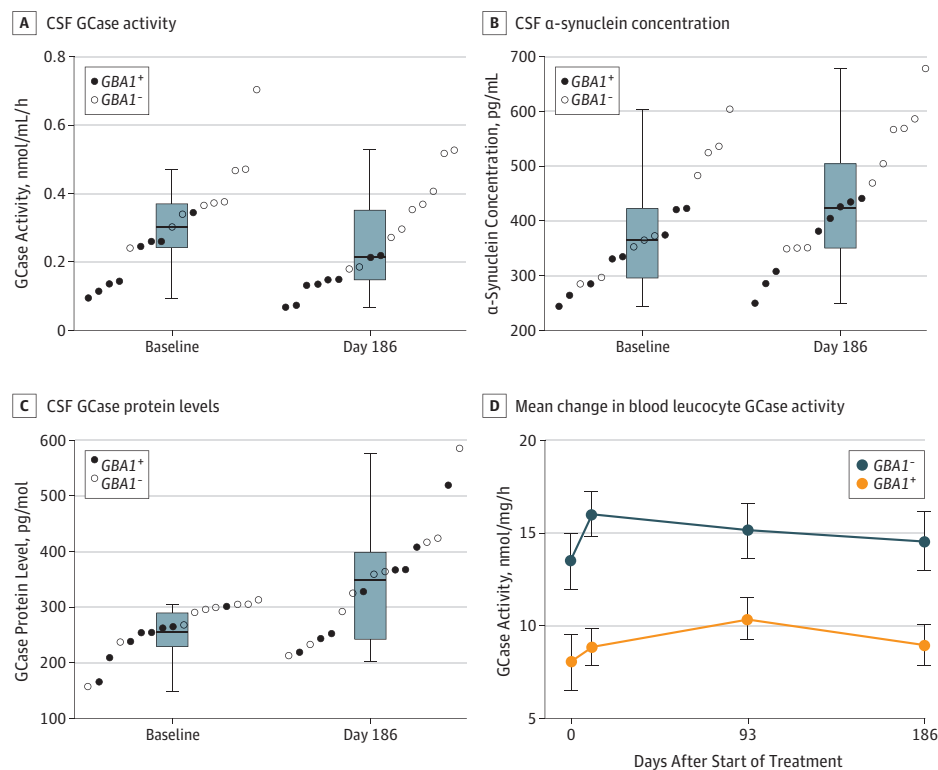 A CSF GCase activity
GCase Activity, nmol/mL/h
0.8
0.6
0.4
0.2
0
GBA1+
GBA1-
Baseline
Day 186
B CSF α-synuclein concentration
α-Synuclein Concentration, pg/mL
700
600
500
400
300
200
GBA1+
GBA1-
Baseline
Day 186
C CSF GCase protein levels
GCase Protein Level, pg/mol
600
500
400
300
200
100
GBA1+
GBA1-
Baseline
Day 186
D Mean change in blood leucocyte GCase activity
GCase Activity, nmol/mg/h
20
15
10
5
GBA1-
GBA1+
0
93
186
Days After Start of Treatment